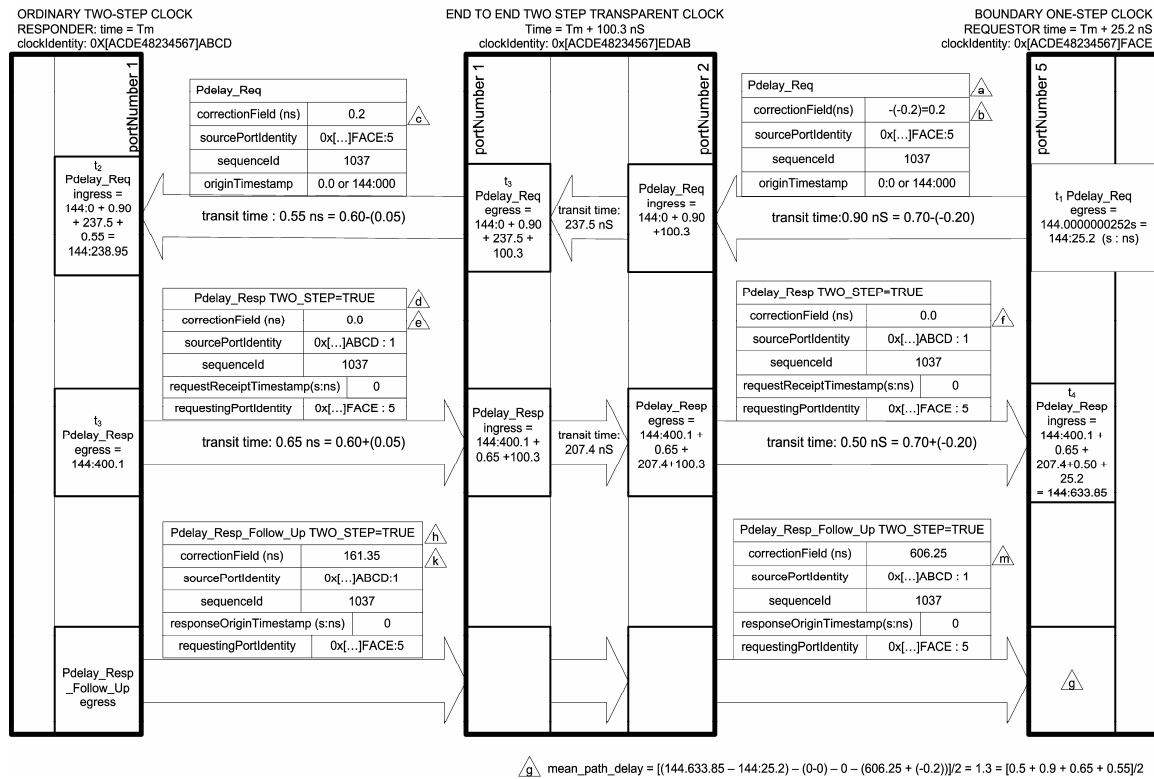 ORDINARY TWO-STEP CLOCK
RESPONDER: time = Tm
clockIdentity: 0X[ACDE48234567]ABCD
END TO END TWO STEP TRANSPARENT CLOCK
Time = Tm + 100.3 nS
clockIdentity: 0x[ACDE48234567]EDAB
BOUNDARY ONE-STEP CLOCK
REQUESTOR time = Tm + 25.2 nS
clockIdentity: 0x[ACDE48234567]FACE
portNumber 1
portNumber 1
portNumber 2
portNumber 5
Pdelay_Req
correctionField (ns) 0.2
c
sourcePortIdentity 0x[...]FACE:5
sequenceId 1037
originTimestamp 0.0 or 144:000
Pdelay_Req
a
correctionField(ns) -(-0.2)=0.2
b
sourcePortIdentity 0x[...]FACE:5
sequenceId 1037
originTimestamp 0:0 or 144:000
t2
Pdelay_Req
ingress =
144:0 + 0.90
+ 237.5 +
0.55 =
144:238.95
transit time : 0.55 ns = 0.60-(0.05)
t3
Pdelay_Req
egress =
144:0 + 0.90
+ 237.5 +
100.3
transit time:
237.5 nS
Pdelay_Req
ingress =
144:0 + 0.90
+100.3
transit time:0.90 nS = 0.70-(-0.20)
t1 Pdelay_Req
egress =
144.0000000252s =
144:25.2 (s : ns)
Pdelay_Resp TWO_STEP=TRUE
d
correctionField (ns) 0.0
e
sourcePortIdentity 0x[...]ABCD : 1
sequenceId 1037
requestReceiptTimestamp(s:ns) 0
requestingPortIdentity 0x[...]FACE : 5
Pdelay_Resp TWO_STEP=TRUE
correctionField (ns) 0.0
f
sourcePortIdentity 0x[...]ABCD : 1
sequenceId 1037
requestReceiptTimestamp(s:ns) 0
requestingPortIdentity 0x[...]FACE : 5
t3
Pdelay_Resp
egress =
144:400.1
transit time: 0.65 ns = 0.60+(0.05)
Pdelay_Resp
ingress =
144:400.1 +
0.65 +100.3
transit time:
207.4 nS
Pdelay_Resp
egress =
144:400.1 +
0.65 +
207.4+100.3
transit time: 0.50 nS = 0.70+(-0.20)
t4
Pdelay_Resp
ingress =
144:400.1 +
0.65 +
207.4+0.50 +
25.2
= 144:633.85
Pdelay_Resp_Follow_Up TWO_STEP=TRUE
h
correctionField (ns) 161.35
k
sourcePortIdentity 0x[...]ABCD:1
sequenceId 1037
responseOriginTimestamp (s:ns) 0
requestingPortIdentity 0x[...]FACE:5
Pdelay_Resp_Follow_Up TWO_STEP=TRUE
correctionField (ns) 606.25
m
sourcePortIdentity 0x[...]ABCD : 1
sequenceId 1037
responseOriginTimestamp(s:ns) 0
requestingPortIdentity 0x[...]FACE : 5
Pdelay_Resp
_Follow_Up
egress
g
g mean_path_delay = [(144.633.85 – 144:25.2) – (0-0) – 0 – (606.25 + (-0.2))]/2 = 1.3 = [0.5 + 0.9 + 0.65 + 0.55]/2